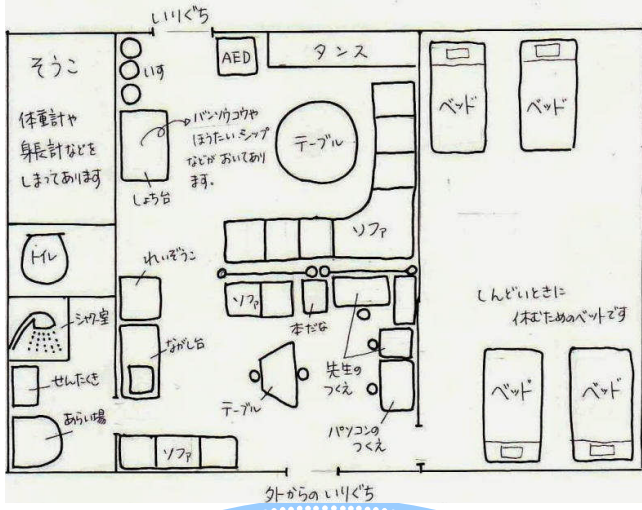 いりぐち
そうこ
体重計や
身長計などを
しまってあります
いす
AED
タンス
バンソウコウや
ほうたい、シップ
などが おいてあり
ます。
しょち台
テーブル
ソファ
ベッド
ベッド
トイレ
れいぞうこ
ソファ
本だな
先生の
つくえ
しんどいときに
休むためのベットです
シャワー室
ながし台
せんたくき
テーブル
パソコンの
つくえ
あらい場
ソファ
ベッド
ベッド
外からの いりぐち